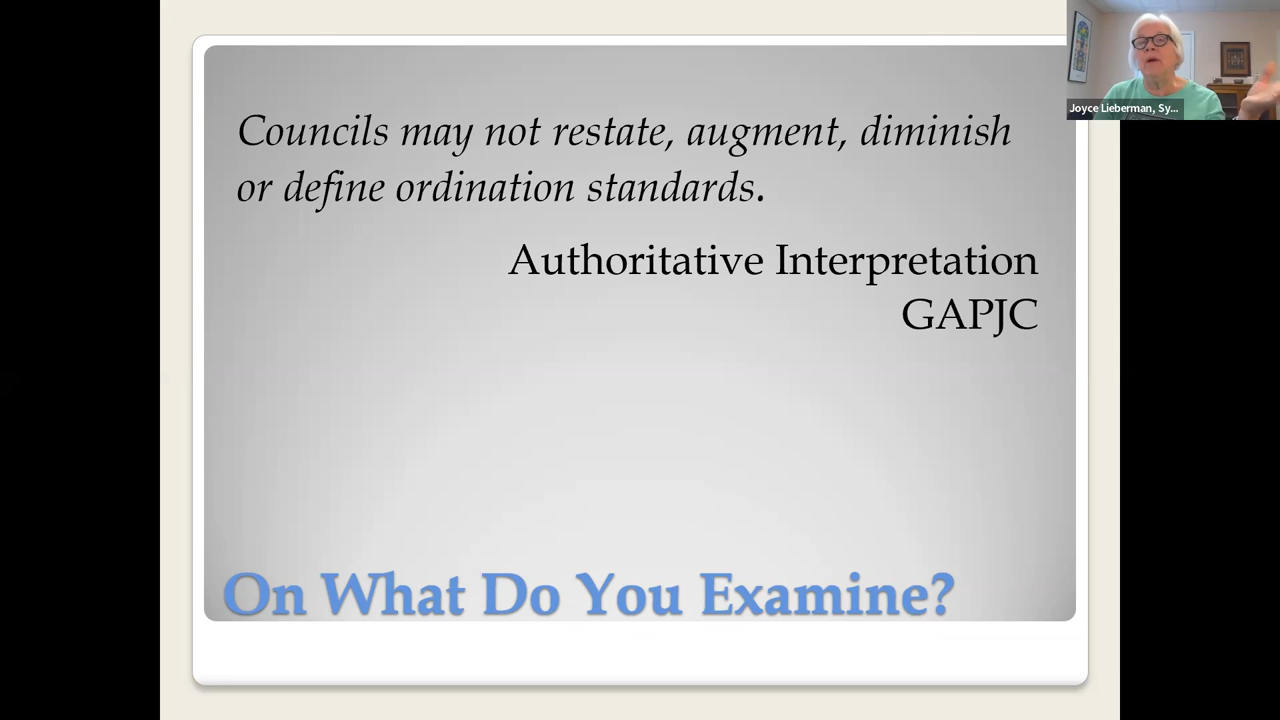 Joyce Lieberman, Sy...
Councils may not restate, augment, diminish
or define ordination standards.
Authoritative Interpretation
GAPJC
On What Do You Examine?